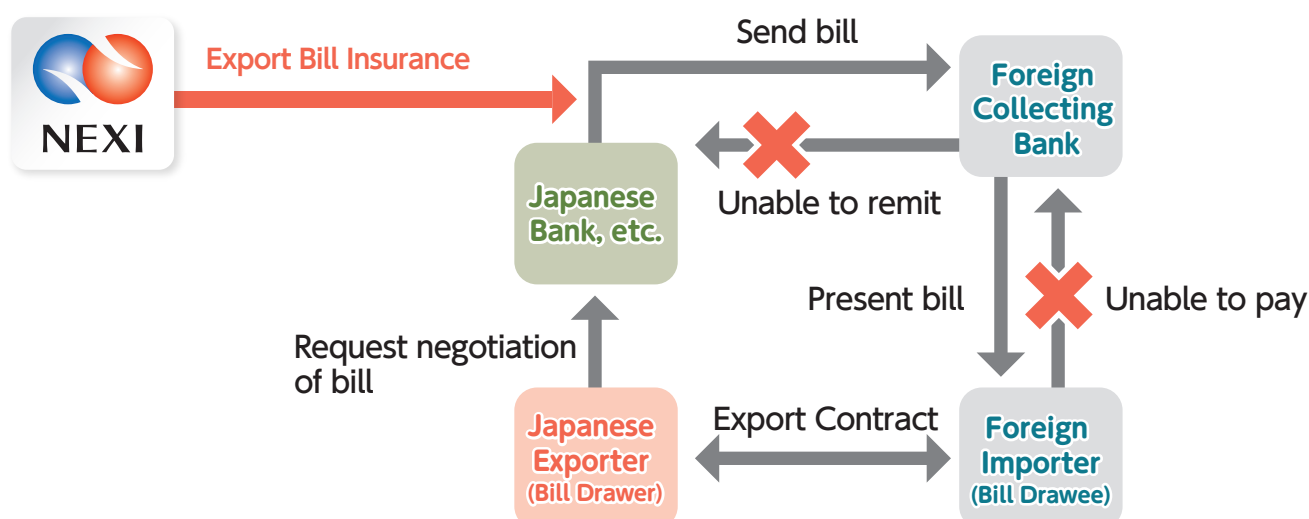 NEXI
Export Bill Insurance
Send bill
Foreign
Collecting
Bank
Japanese
Bank, etc.
Unable to remit
Present bill
Unable to pay
Request negotiation
of bill
Japanese
Exporter
(Bill Drawer)
Export Contract
Foreign
Importer
(Bill Drawee)